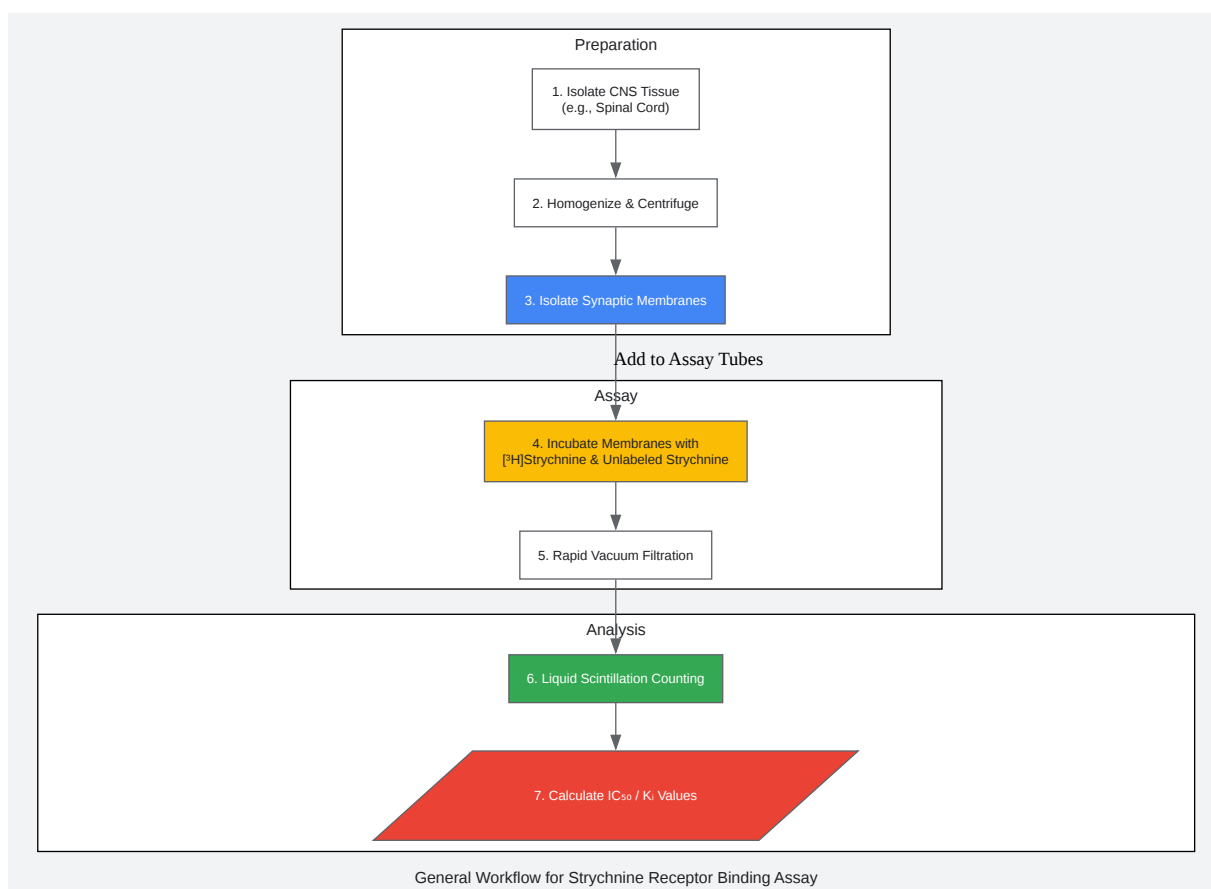 Preparation
1. Isolate CNS Tissue
(e.g., Spinal Cord)
2. Homogenize & Centrifuge
3. Isolate Synaptic Membranes
Add to Assay Tubes
Assay
4. Incubate Membranes with
[³H]Strychnine & Unlabeled Strychnine
5. Rapid Vacuum Filtration
Analysis
6. Liquid Scintillation Counting
7. Calculate IC₅₀ / Kᵢ Values
General Workflow for Strychnine Receptor Binding Assay